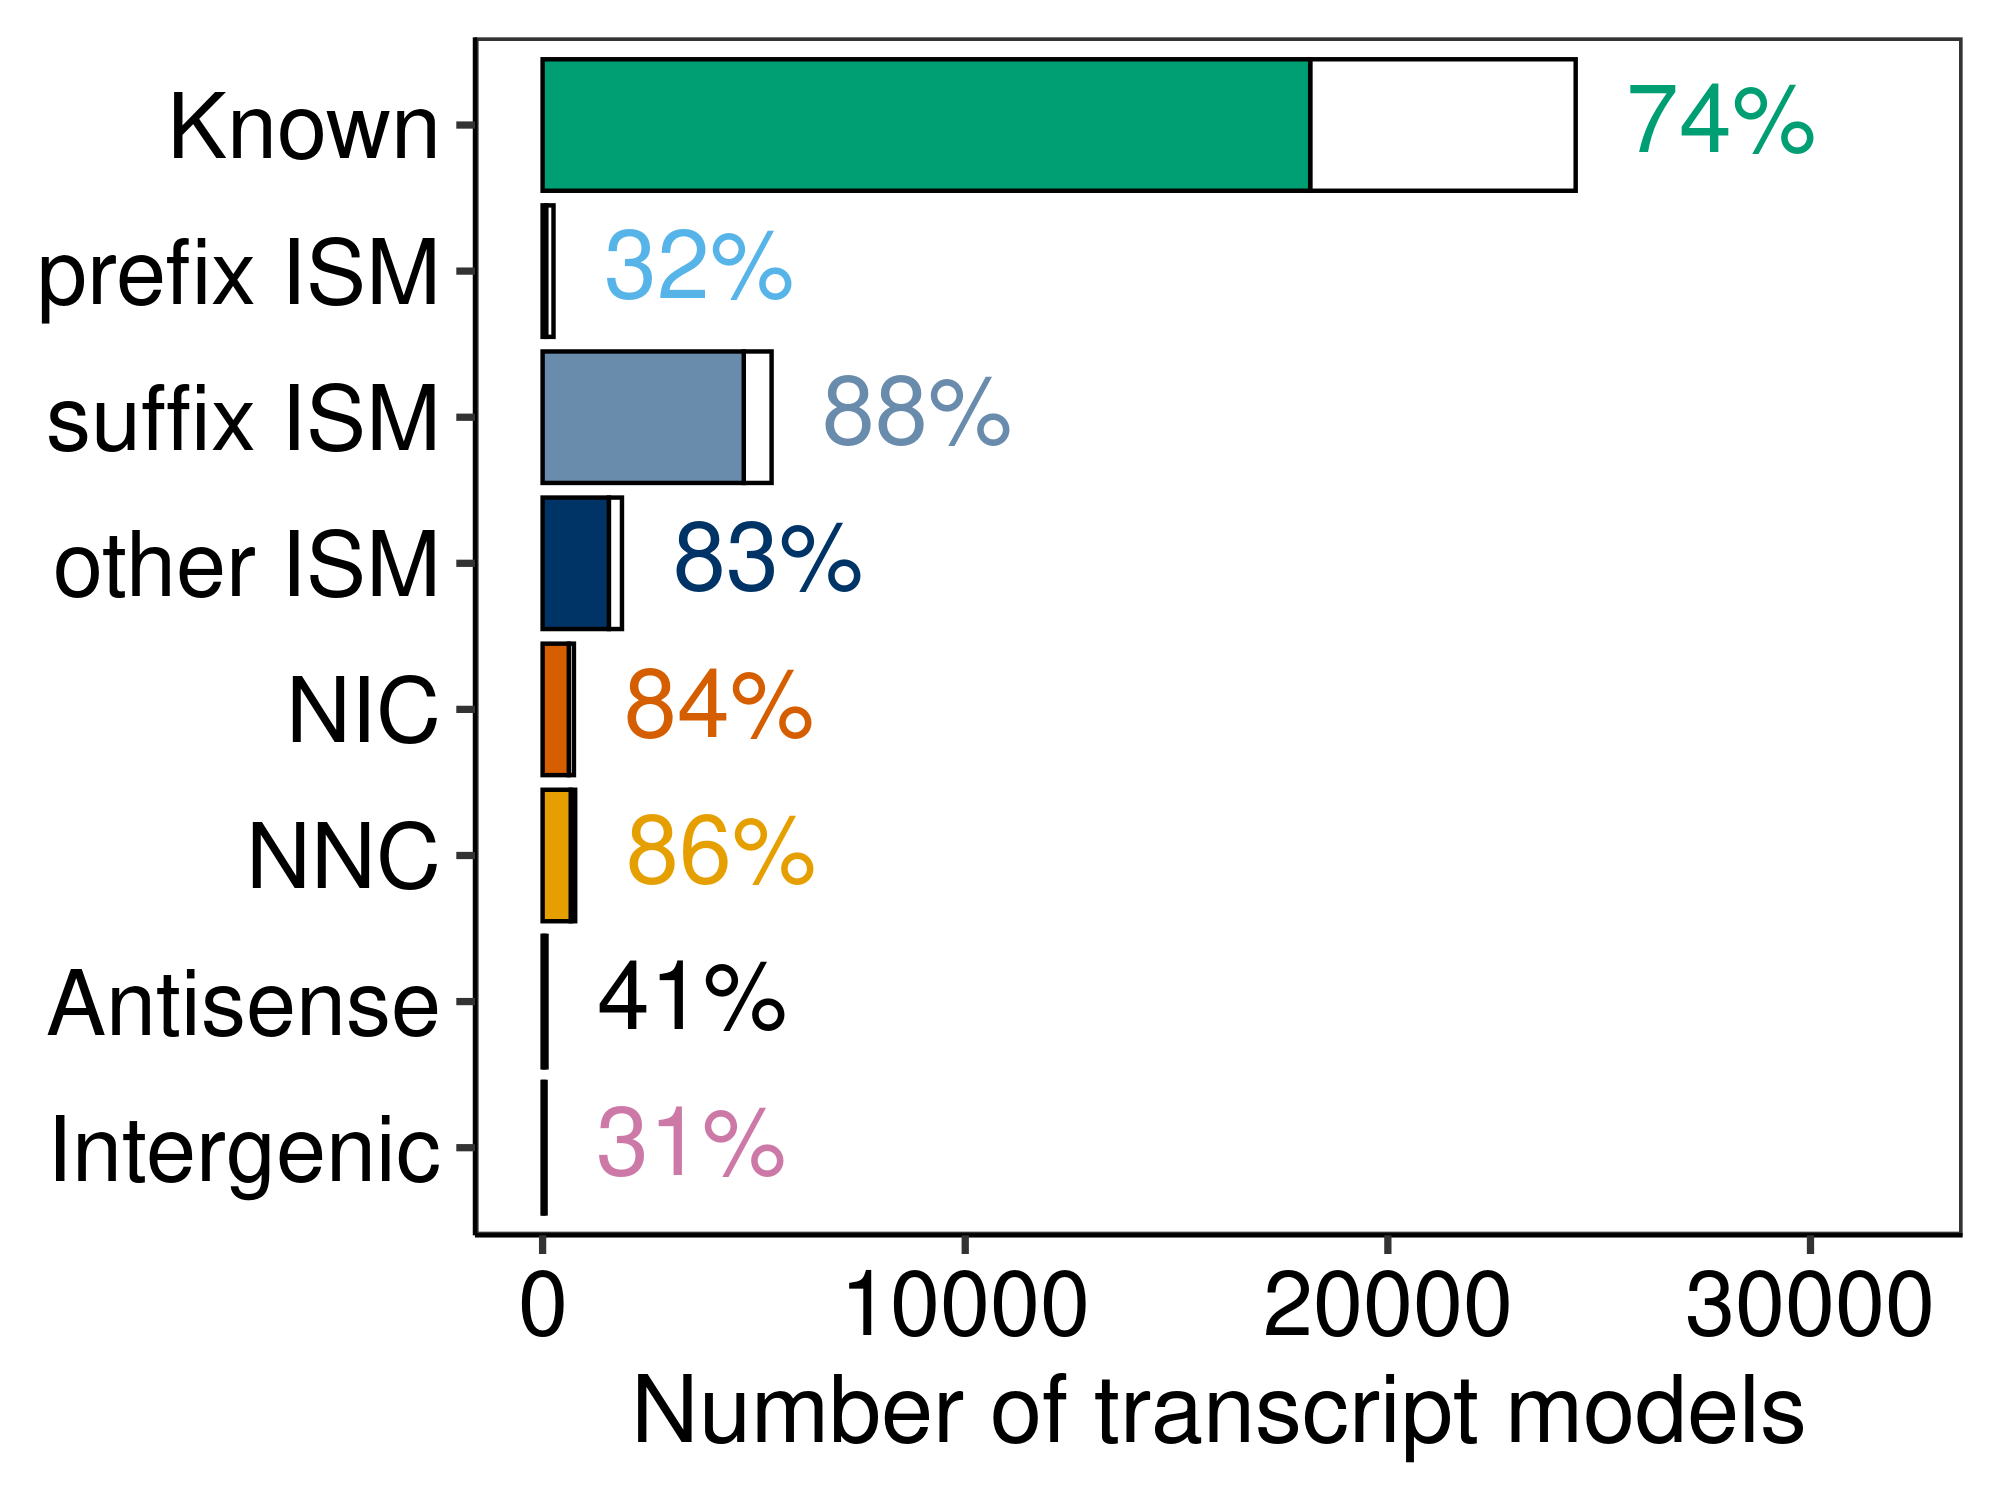 Known 74%
prefix ISM 32%
suffix ISM 88%
other ISM 83%
NIC 84%
NNC 86%
Antisense 41%
Intergenic 31%
0 10000 20000 30000
Number of transcript models